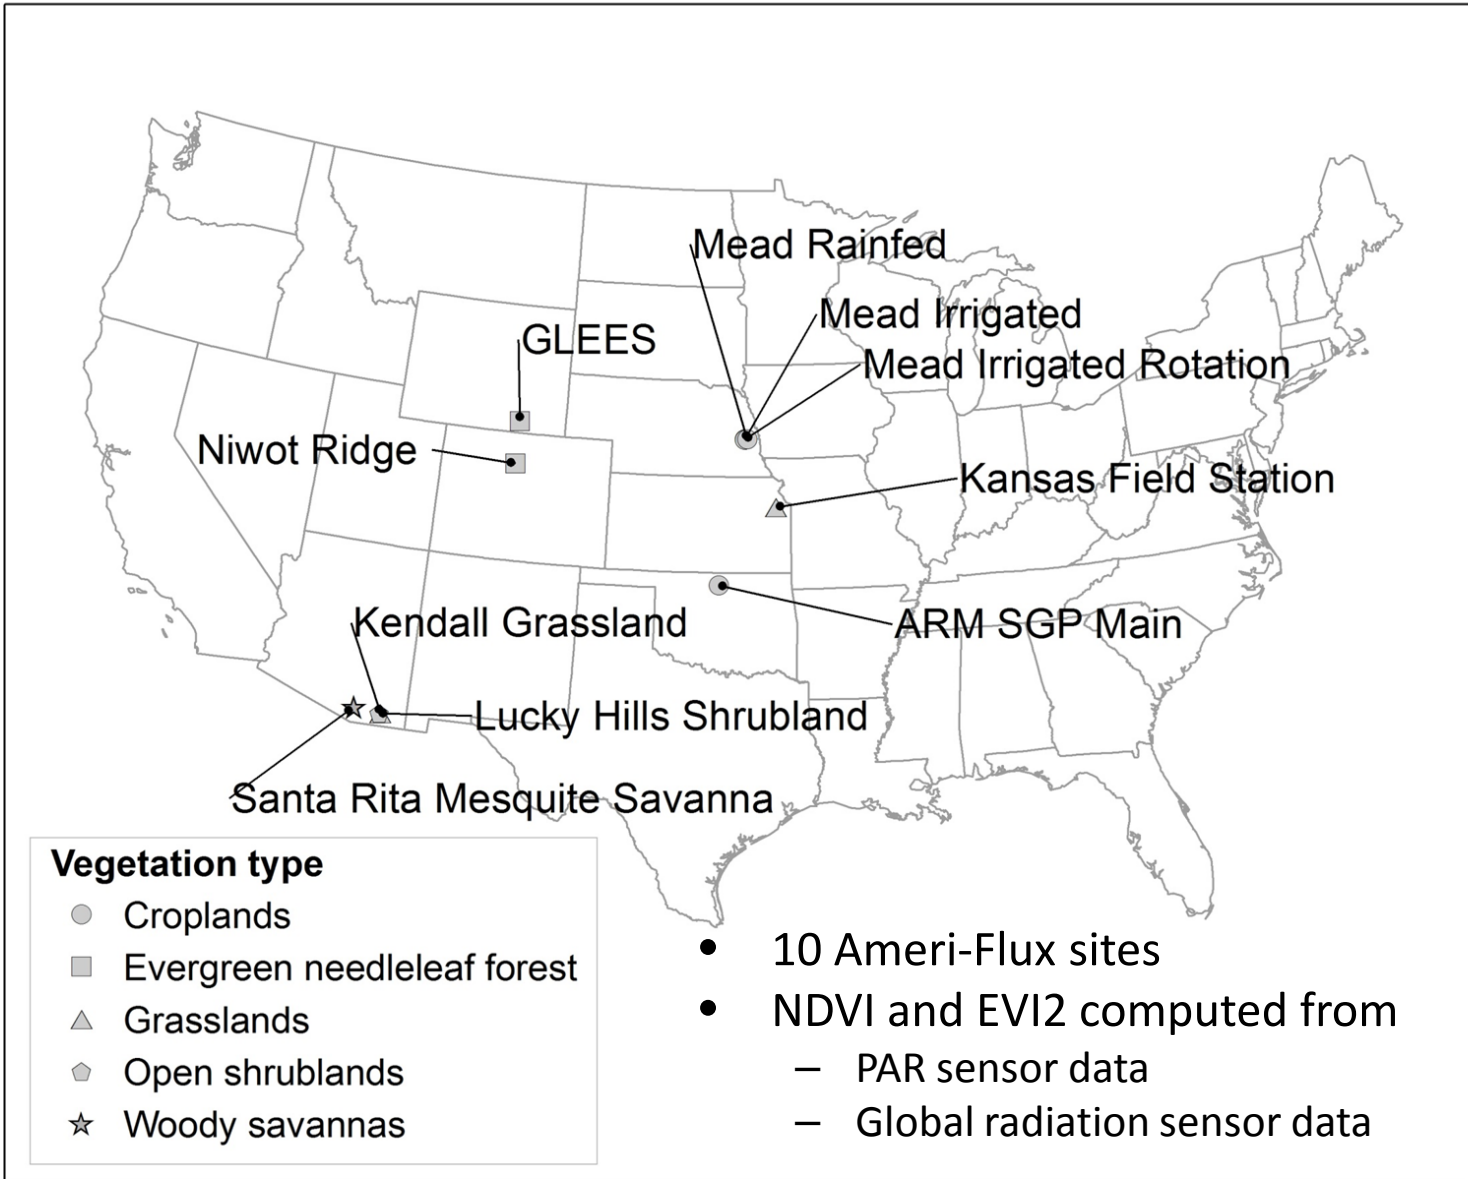 Mead Rainfed
Mead Irrigated
GLEES
Mead Irrigated Rotation
Niwot Ridge
Kansas Field Station
Kendall Grassland
ARM SGP Main
Lucky Hills Shrubland
Santa Rita Mesquite Savanna
Vegetation type
Croplands
Evergreen needleleaf forest
Grasslands
Open shrublands
Woody savannas
• 10 Ameri-Flux sites
• NDVI and EVI2 computed from
– PAR sensor data
– Global radiation sensor data